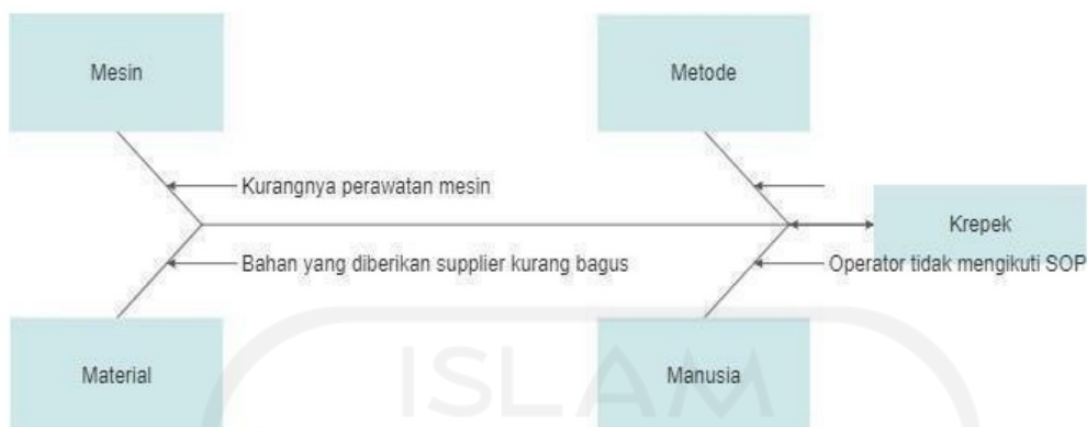 Mesin
Metode
Kurangnya perawatan mesin
Krepek
Bahan yang diberikan supplier kurang bagus
Operator tidak mengikuti SOP
Material
Manusia
ISLAM